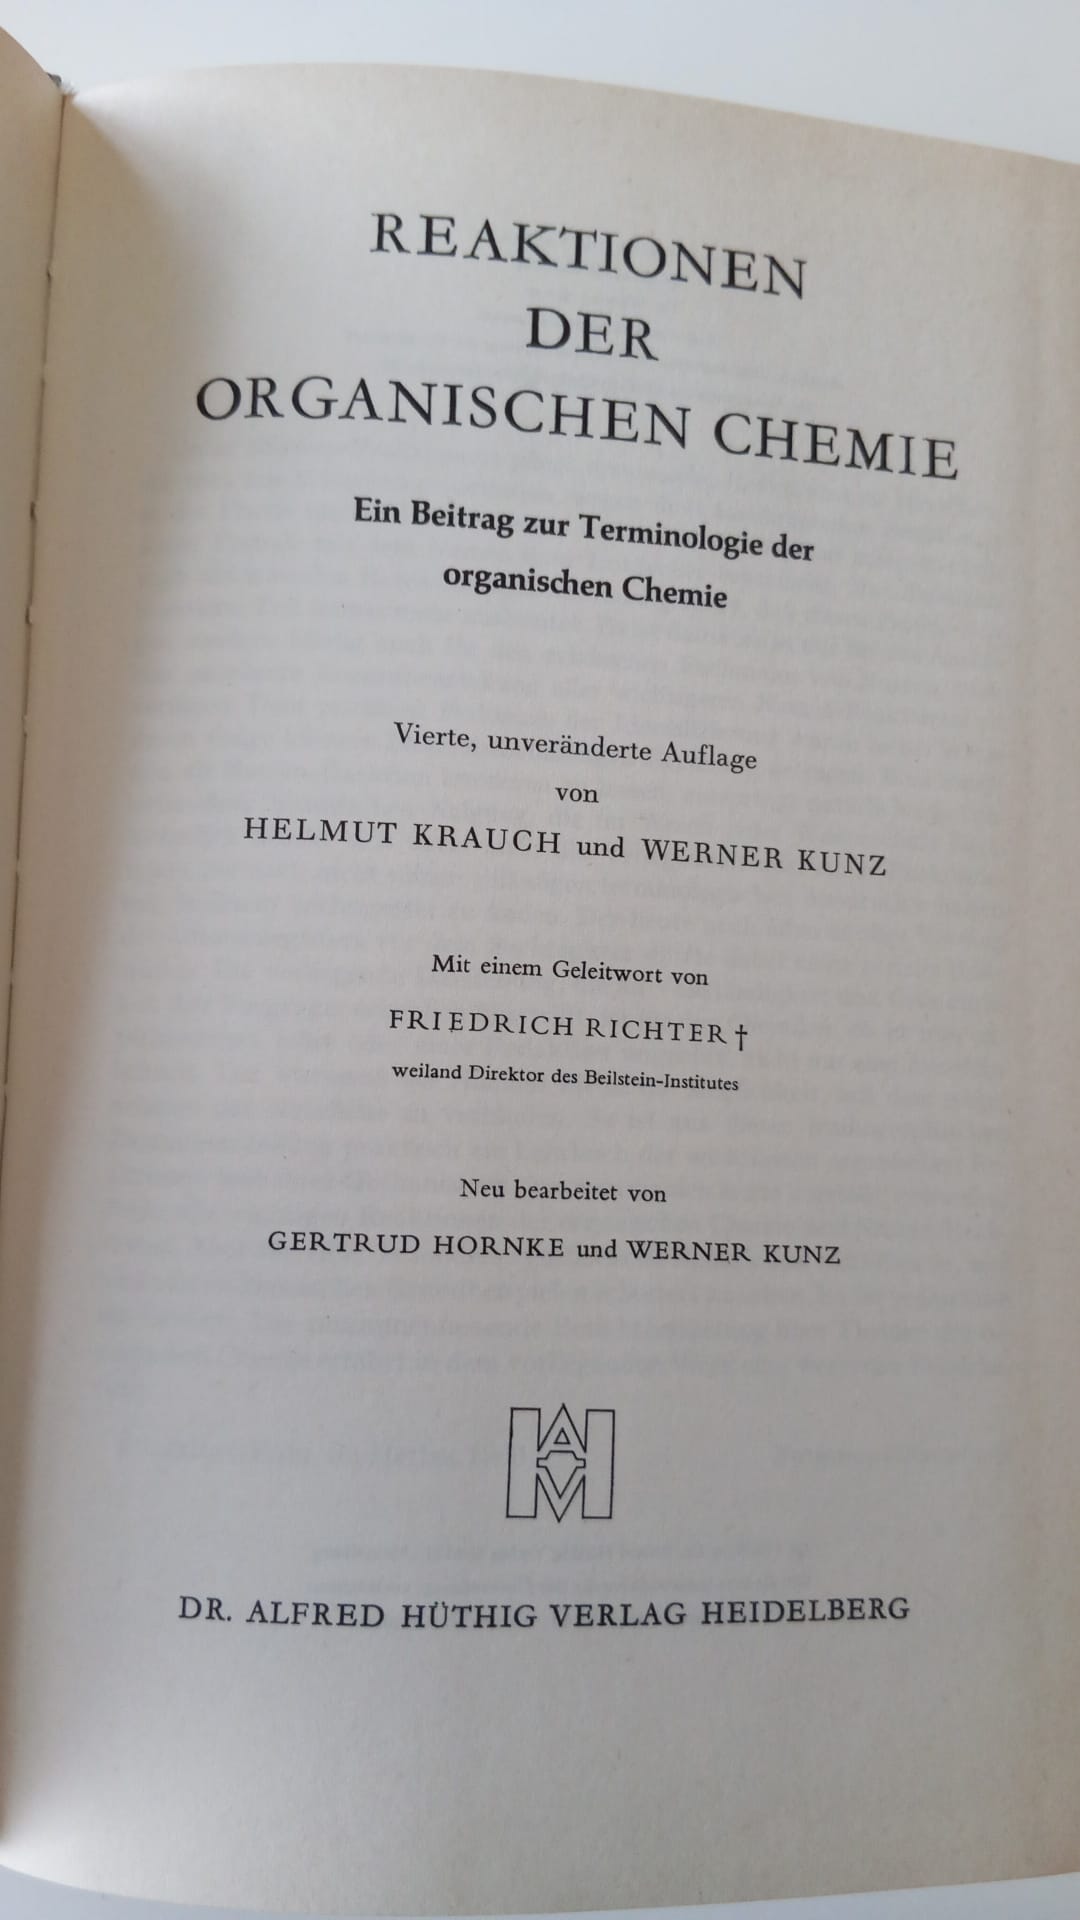 REAKTIONEN
DER
ORGANISCHEN CHEMIE
Ein Beitrag zur Terminologie der
organischen Chemie
Vierte, unveränderte Auflage
von
HELMUT KRAUCH und WERNER KUNZ
Mit einem Geleitwort von
FRIEDRICH RICHTER †
weiland Direktor des Beilstein-Institutes
Neu bearbeitet von
GERTRUD HORNKE und WERNER KUNZ
DR. ALFRED HÜTHIG VERLAG HEIDELBERG